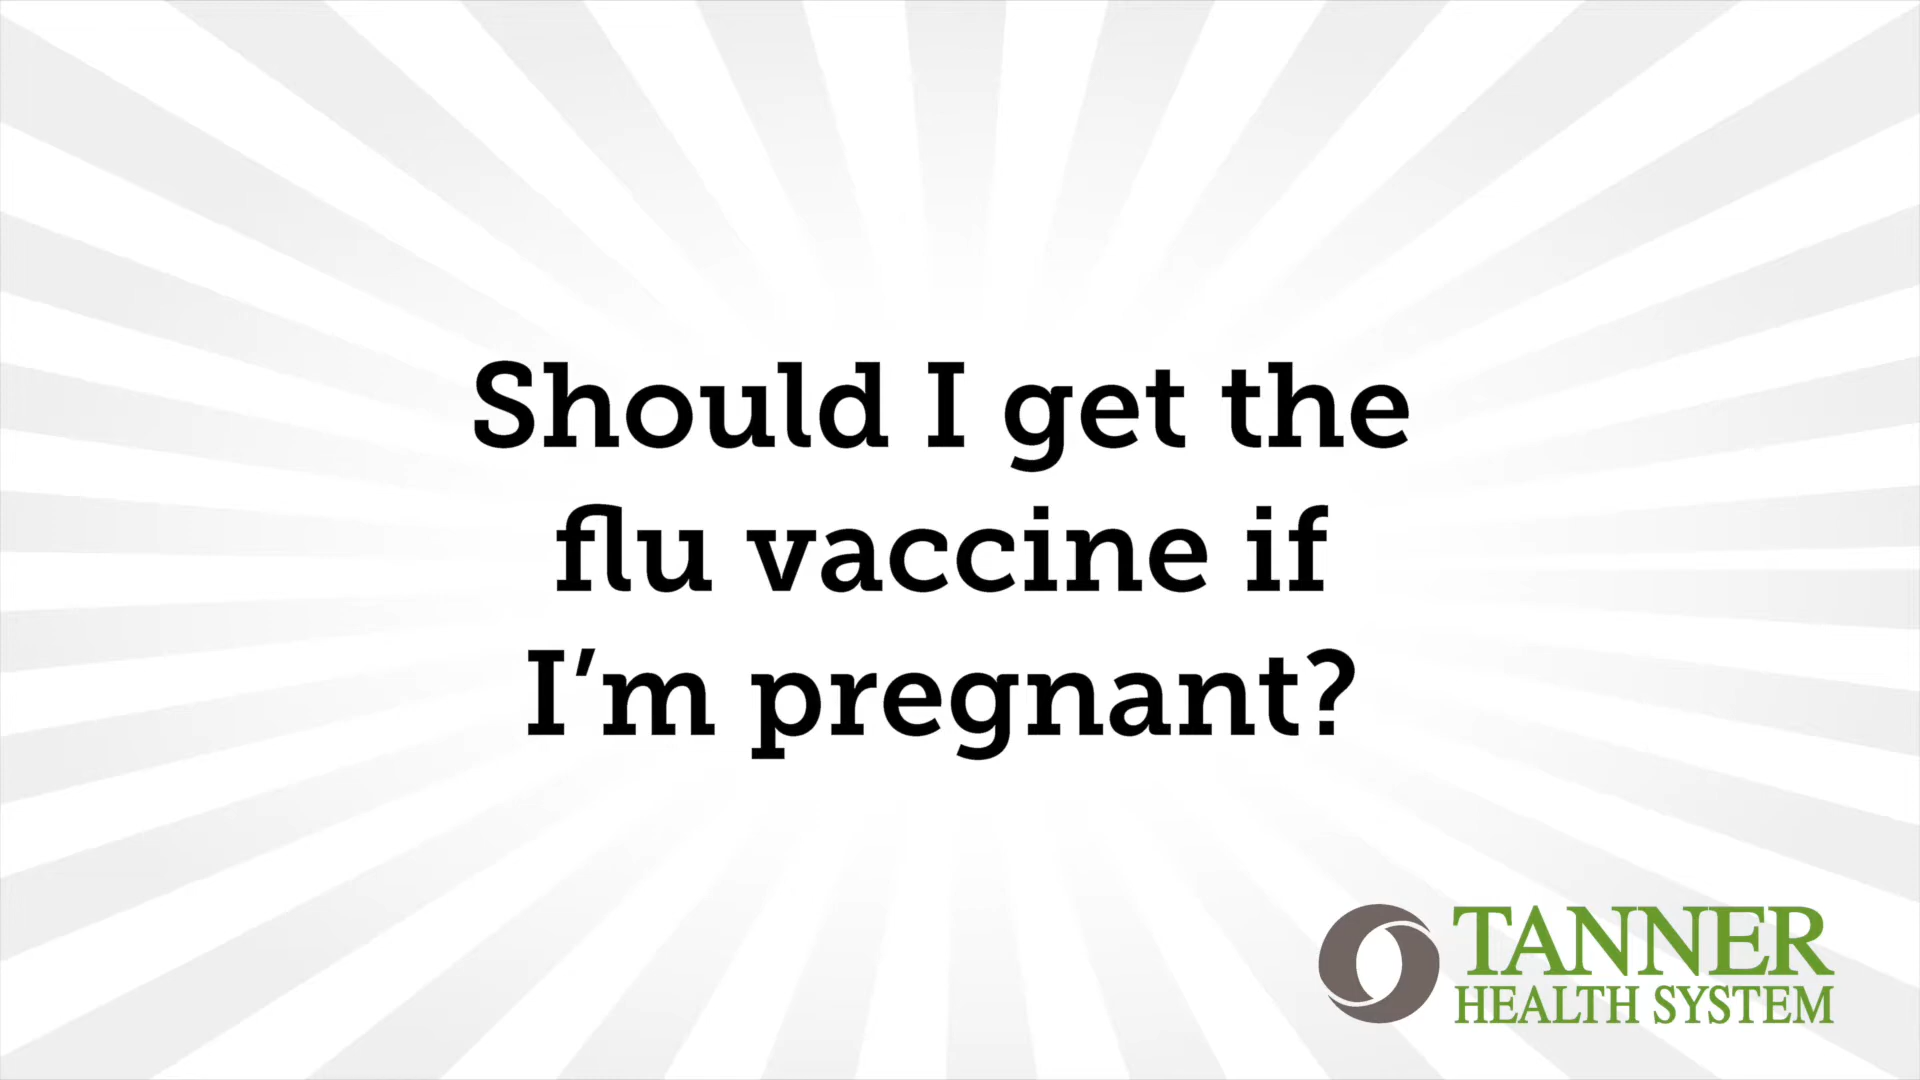 Should I get the
flu vaccine if
I’m pregnant?
TANNER
HEALTH SYSTEM